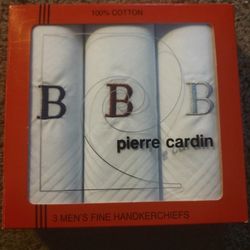 100% COTTON
B B B
pierre cardin
3 MEN'S FINE HANDKERCHIEFS